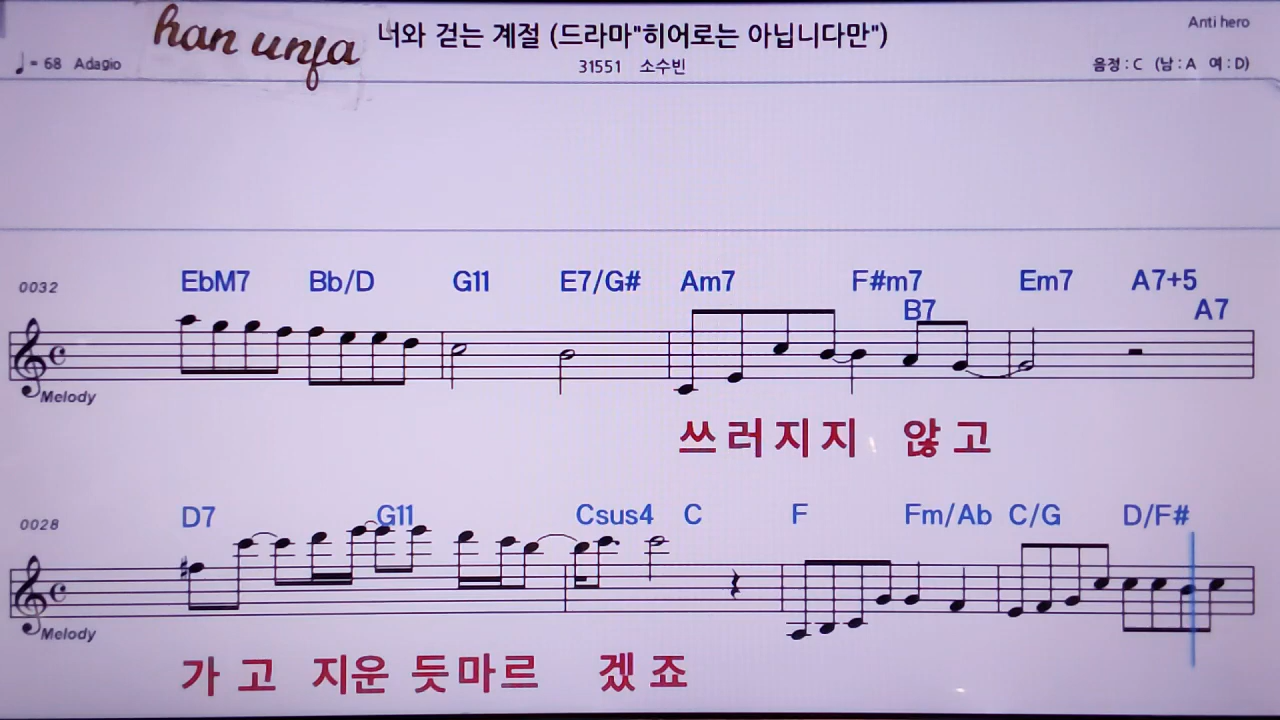 han unfa
너와 걷는 계절 (드라마"히어로는 아닙니다만")
Anti hero
♩= 68 Adagio
31551 소수빈
음정 : C (남 : A 여 : D)
0032
EbM7 Bb/D G11 E7/G# Am7 F#m7 B7 Em7 A7+5 A7
Melody
쓰러지지 않고
0028
D7 G11 Csus4 C F Fm/Ab C/G D/F#
Melody
가고 지운 듯마르 겠죠